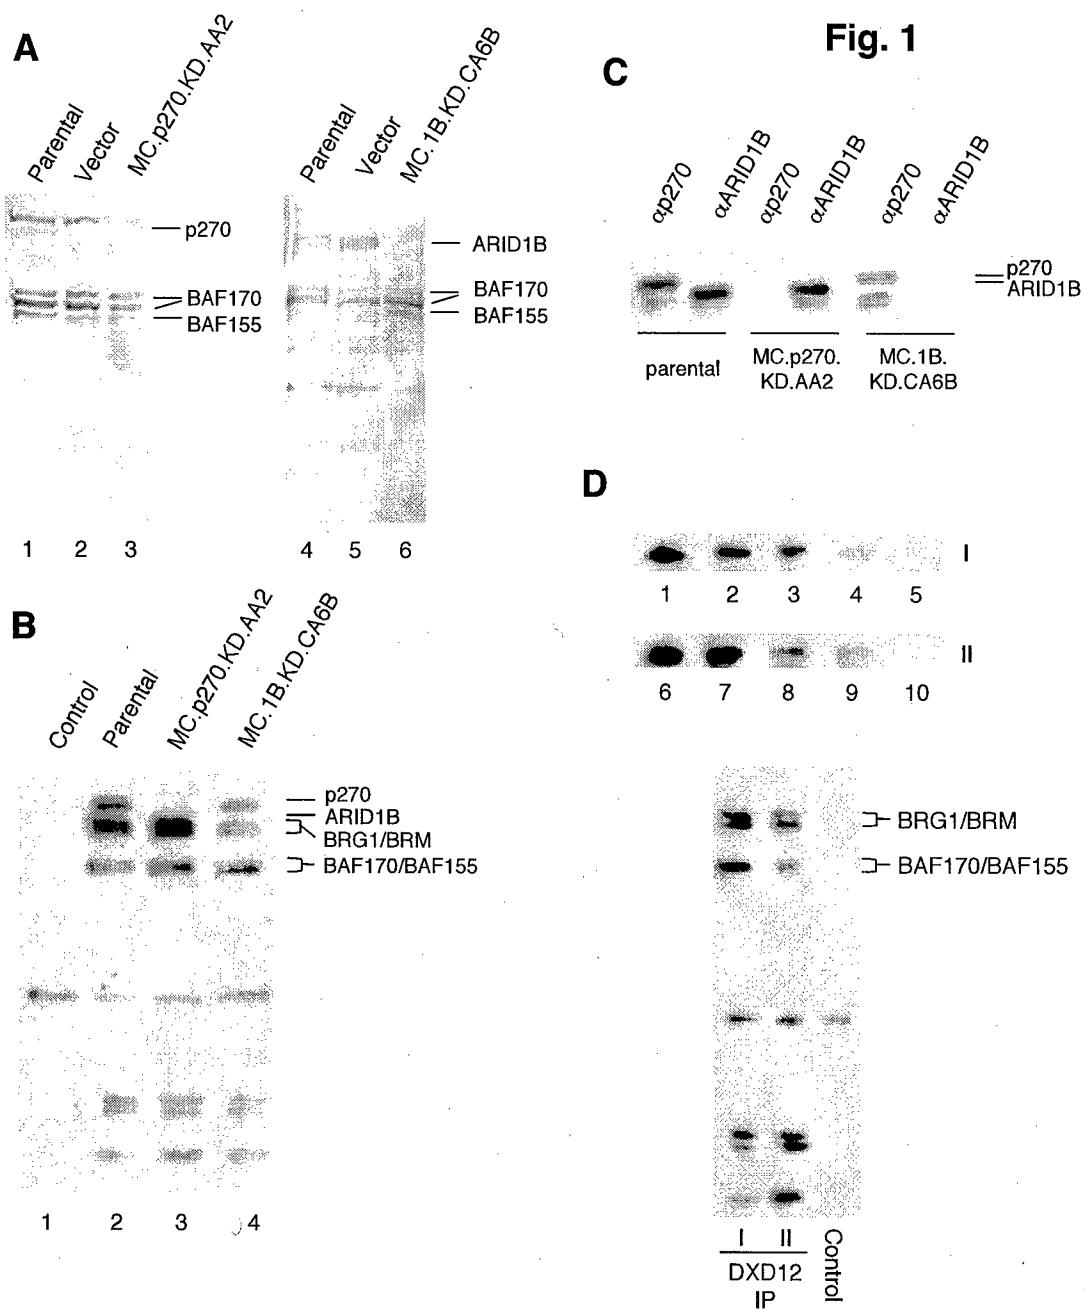 Fig. 1
A
Parental
Vector
MC.p270.KD.AA2
p270
BAF170
BAF155
Parental
Vector
MC.1B.KD.CA6B
ARID1B
BAF170
BAF155
1 2 3 4 5 6
B
Control
Parental
MC.p270.KD.AA2
MC.1B.KD.CA6B
p270
ARID1B
BRG1/BRM
BAF170/BAF155
1 2 3 4
C
αp270
αARID1B
αp270
αARID1B
αp270
αARID1B
p270
ARID1B
parental
MC.p270.
KD.AA2
MC.1B.
KD.CA6B
D
I
1 2 3 4 5
II
6 7 8 9 10
BRG1/BRM
BAF170/BAF155
I II
DXD12
IP
Control